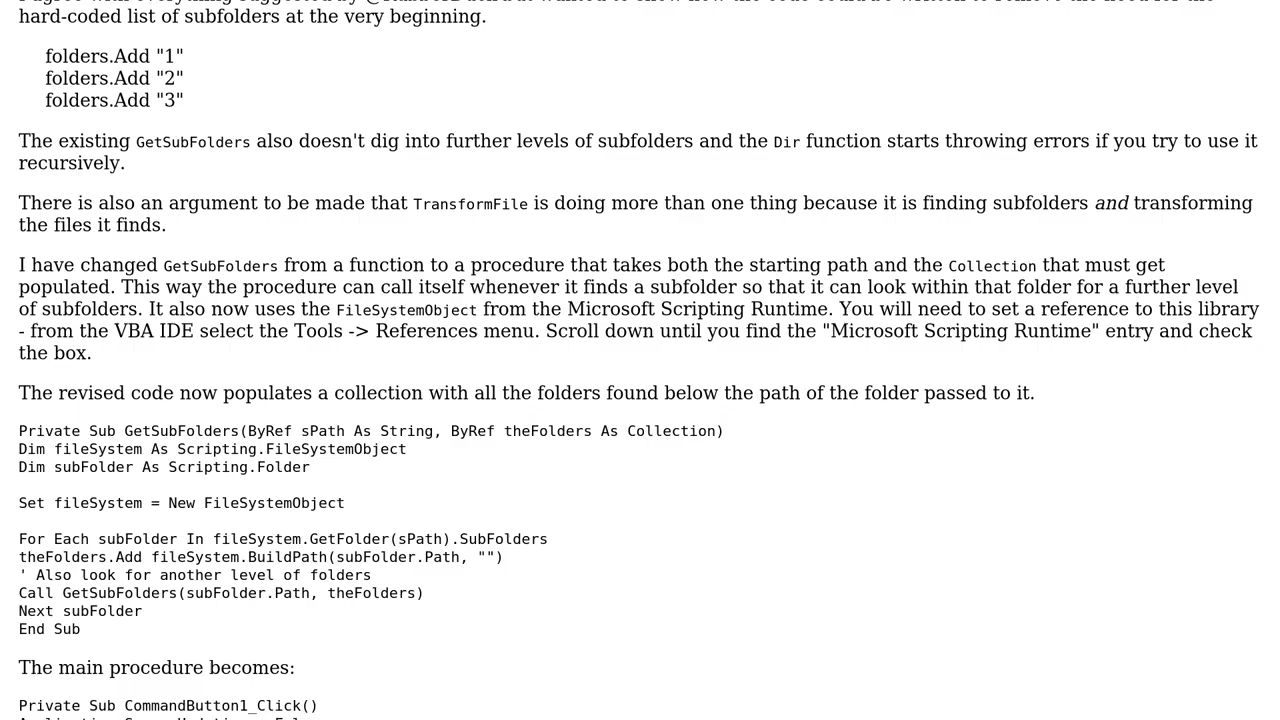 hard-coded list of subfolders at the very beginning.
folders.Add "1"
folders.Add "2"
folders.Add "3"
The existing GetSubFolders also doesn't dig into further levels of subfolders and the Dir function starts throwing errors if you try to use it
recursively.
There is also an argument to be made that TransformFile is doing more than one thing because it is finding subfolders and transforming
the files it finds.
I have changed GetSubFolders from a function to a procedure that takes both the starting path and the Collection that must get
populated. This way the procedure can call itself whenever it finds a subfolder so that it can look within that folder for a further level
of subfolders. It also now uses the FileSystemObject from the Microsoft Scripting Runtime. You will need to set a reference to this library
- from the VBA IDE select the Tools -> References menu. Scroll down until you find the "Microsoft Scripting Runtime" entry and check
the box.
The revised code now populates a collection with all the folders found below the path of the folder passed to it.
Private Sub GetSubFolders(ByRef sPath As String, ByRef theFolders As Collection)
Dim fileSystem As Scripting.FileSystemObject
Dim subFolder As Scripting.Folder
Set fileSystem = New FileSystemObject
For Each subFolder In fileSystem.GetFolder(sPath).SubFolders
theFolders.Add fileSystem.BuildPath(subFolder.Path, "")
' Also look for another level of folders
Call GetSubFolders(subFolder.Path, theFolders)
Next subFolder
End Sub
The main procedure becomes:
Private Sub CommandButton1_Click()